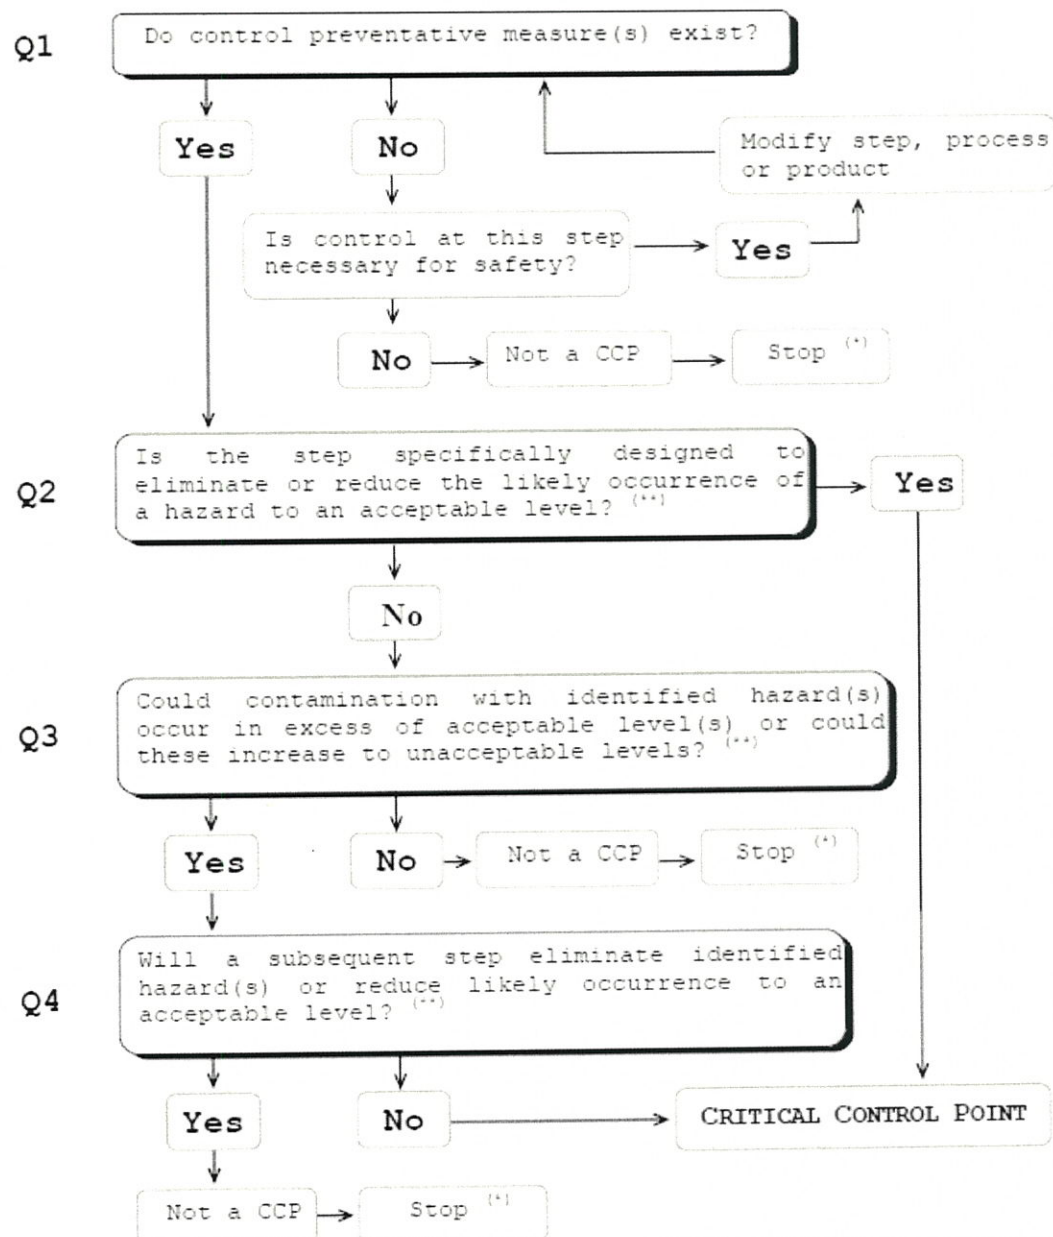 Q1
Do control preventative measure(s) exist?
Yes
No
Modify step, process
or product
Is control at this step
necessary for safety?
Yes
No
Not a CCP
Stop (*)
Q2
Is the step specifically designed to
eliminate or reduce the likely occurrence of
a hazard to an acceptable level? (**)
Yes
No
Q3
Could contamination with identified hazard(s)
occur in excess of acceptable level(s) or could
these increase to unacceptable levels? (**)
Yes
No
Not a CCP
Stop (*)
Q4
Will a subsequent step eliminate identified
hazard(s) or reduce likely occurrence to an
acceptable level? (**)
Yes
No
CRITICAL CONTROL POINT
Not a CCP
Stop (*)